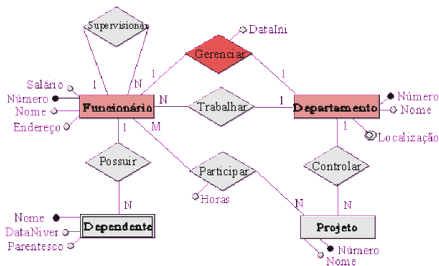 Supervisionar
DataIni
Gerenciar
Salário
1
N
1
1
Número
Nome
Endereço
Funcionário
N
Trabalhar
1
Departamento
Número
Nome
1
M
1
Localização
Possuir
Participar
Controlar
Horas
N
N
N
Nome
DataNiver
Parentesco
Dependente
Projeto
Número
Nome